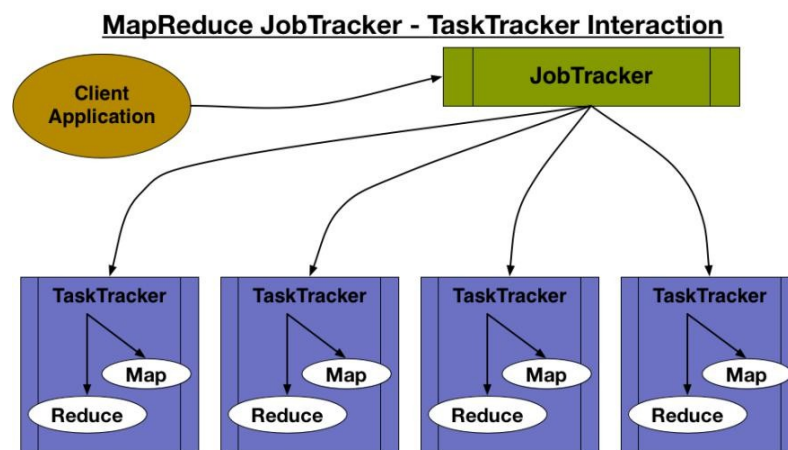 MapReduce JobTracker - TaskTracker Interaction
Client
Application
JobTracker
TaskTracker
Map
Reduce
TaskTracker
Map
Reduce
TaskTracker
Map
Reduce
TaskTracker
Map
Reduce